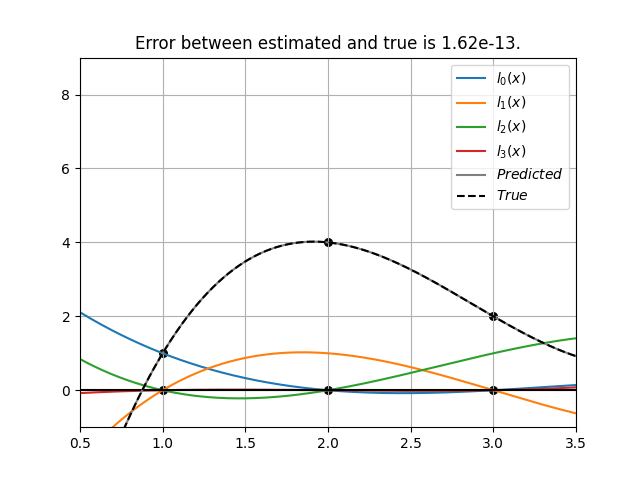 Error between estimated and true is 1.62e-13.
l₀(x)
l₁(x)
l₂(x)
l₃(x)
Predicted
True
8
6
4
2
0
0.5 1.0 1.5 2.0 2.5 3.0 3.5